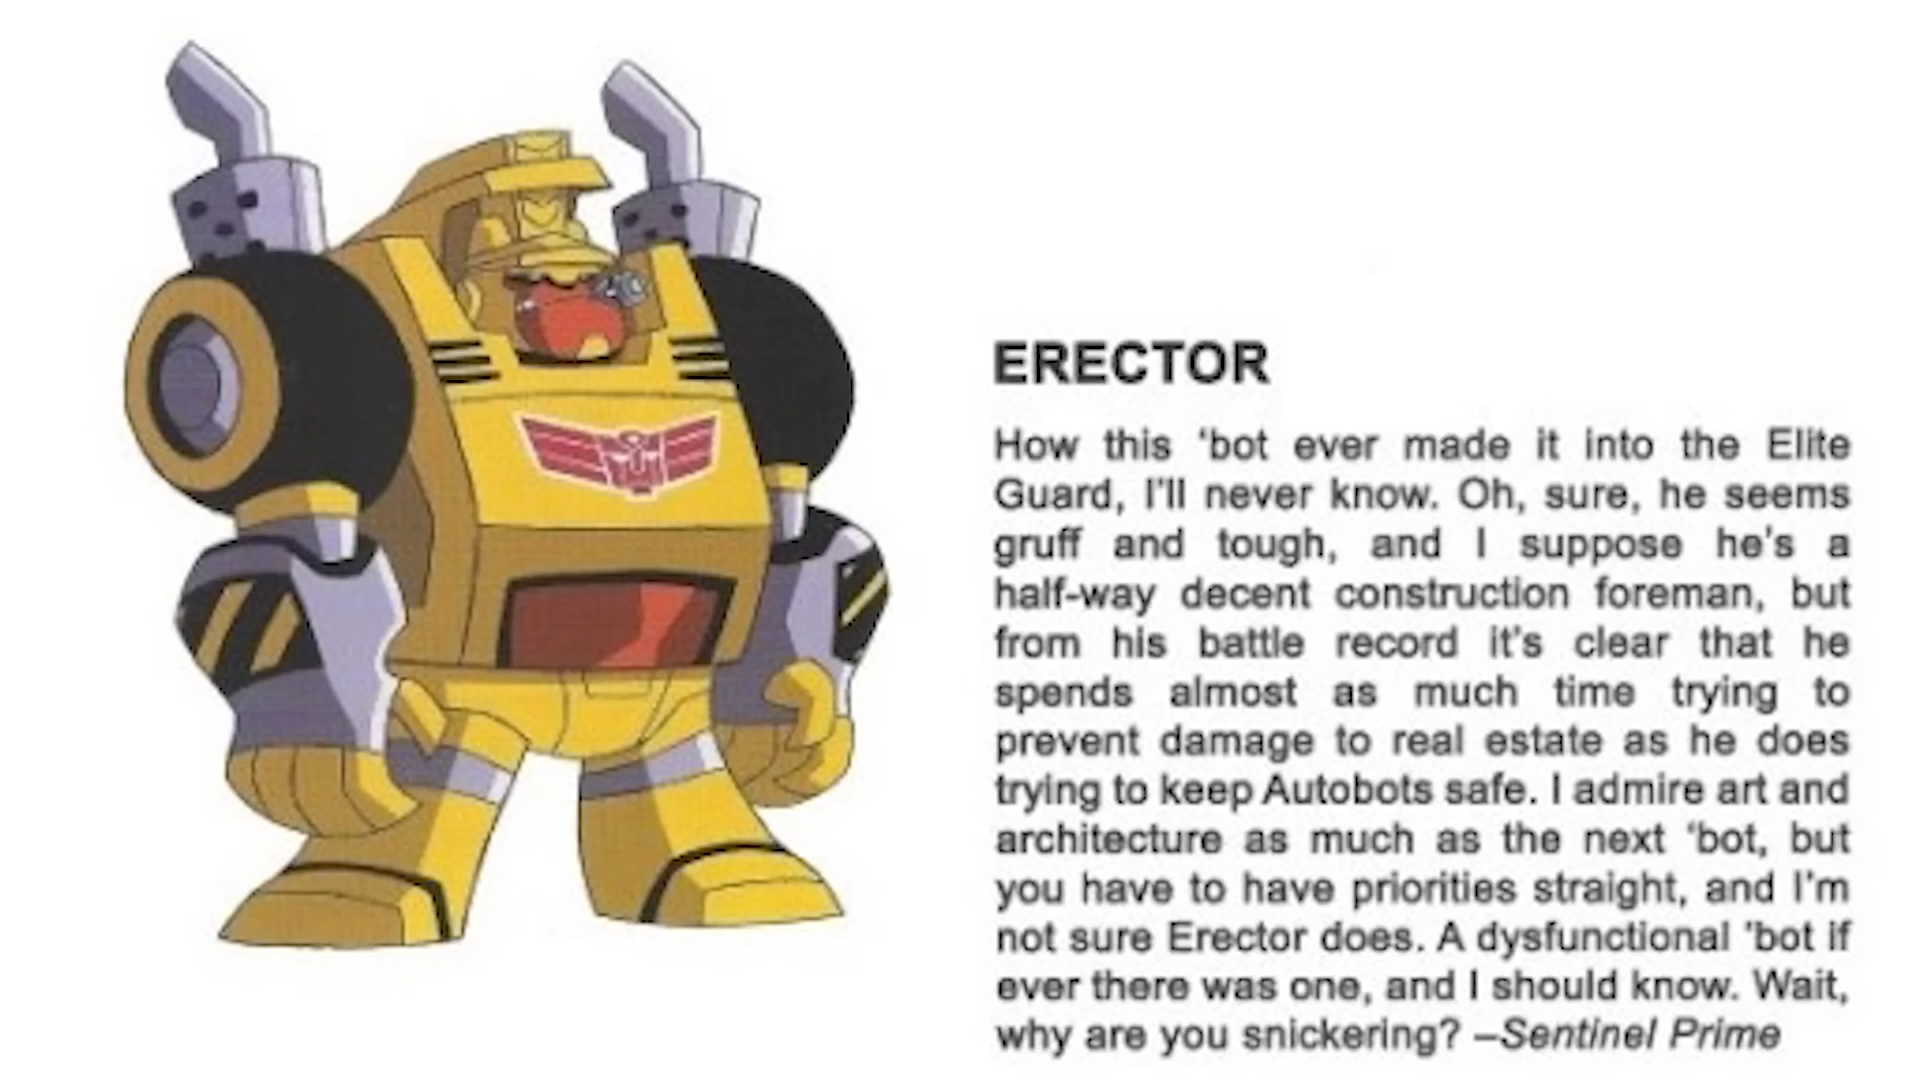 ERECTOR
How this ‘bot ever made it into the Elite
Guard, I’ll never know. Oh, sure, he seems
gruff and tough, and I suppose he’s a
half-way decent construction foreman, but
from his battle record it’s clear that he
spends almost as much time trying to
prevent damage to real estate as he does
trying to keep Autobots safe. I admire art and
architecture as much as the next ‘bot, but
you have to have priorities straight, and I’m
not sure Erector does. A dysfunctional ’bot if
ever there was one, and I should know. Wait,
why are you snickering? –Sentinel Prime